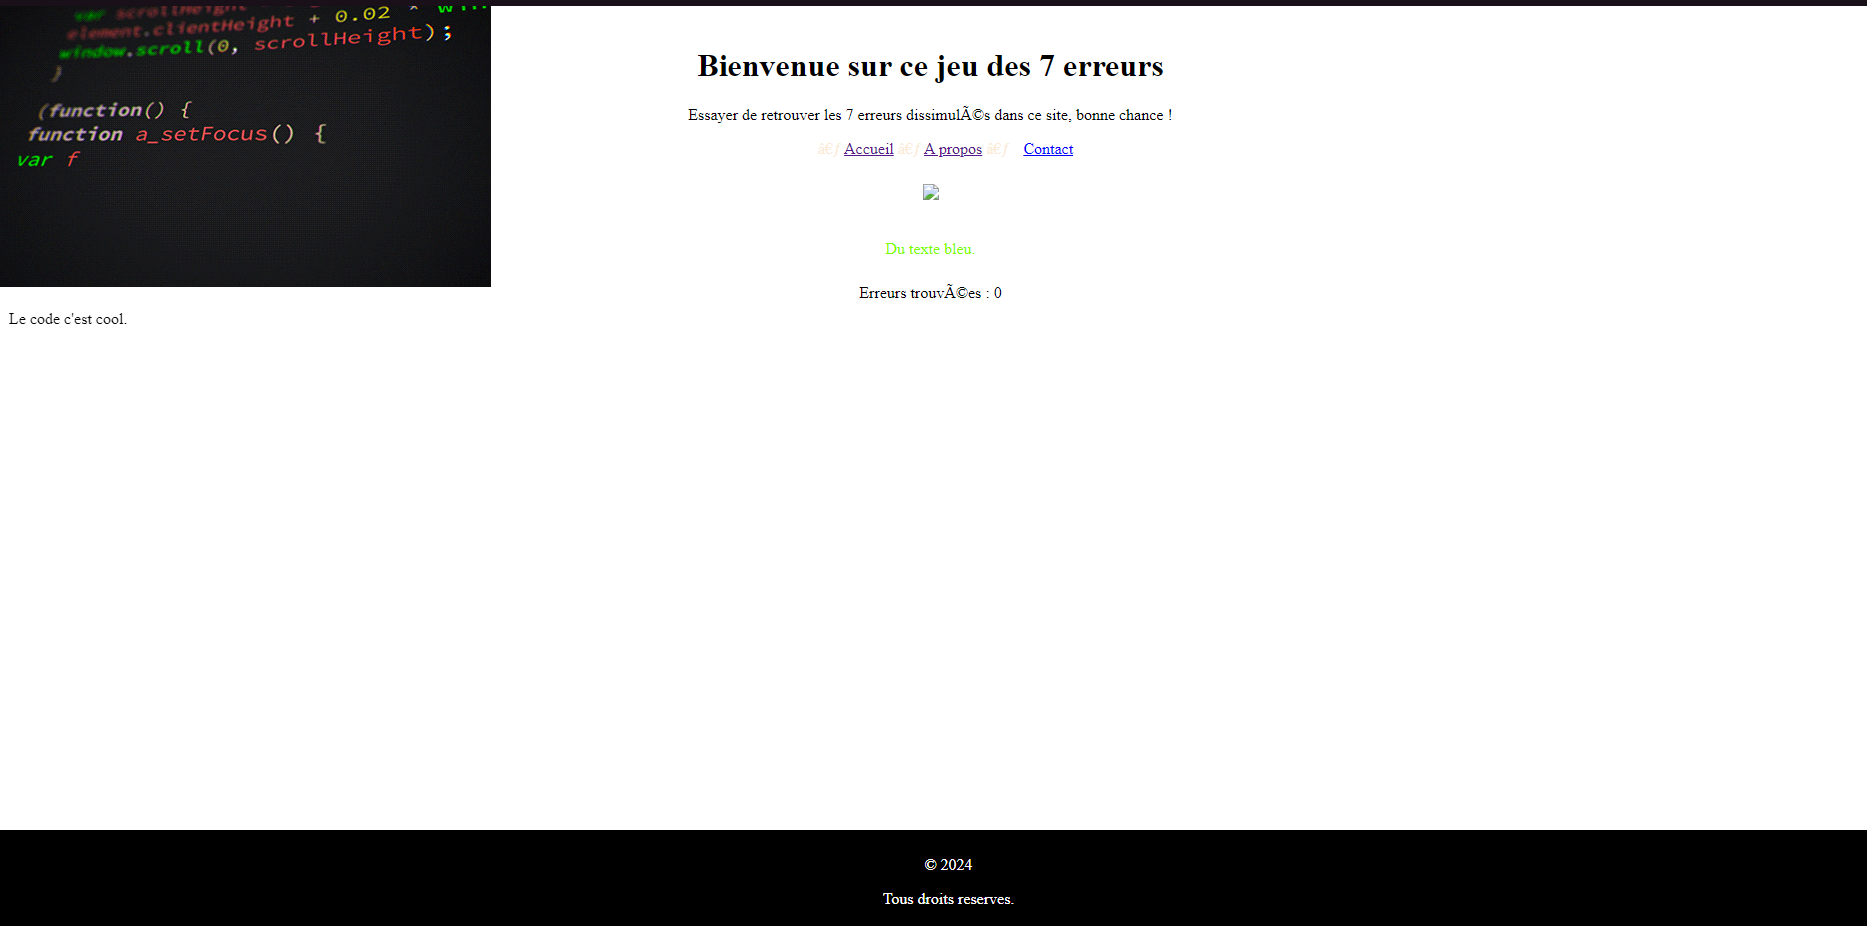 var scrollHeight
element.clientHeight + 0.02 *
window.scroll(0, scrollHeight);
}
(function() {
function a_setFocus() {
var f
Bienvenue sur ce jeu des 7 erreurs
Essayer de retrouver les 7 erreurs dissimulÃ©s dans ce site, bonne chance !
ã€ƒ Accueil ã€ƒ A propos ã€ƒ Contact
Du texte bleu.
Erreurs trouvÃ©es : 0
Le code c'est cool.
© 2024
Tous droits reserves.